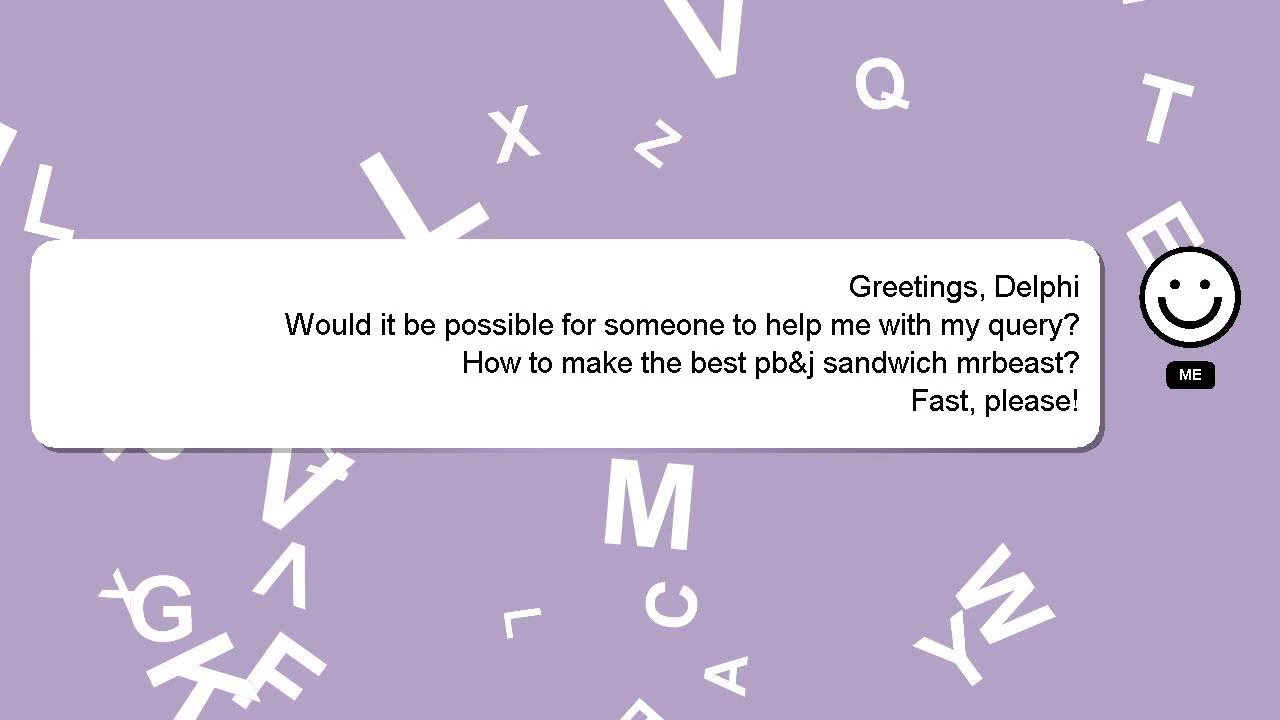 Greetings, Delphi
Would it be possible for someone to help me with my query?
How to make the best pb&j sandwich mrbeast?
Fast, please!
ME
V
Q
T
X
Z
L
L
E
V
M
V
X
G
C
L
W
Y
K
F
A